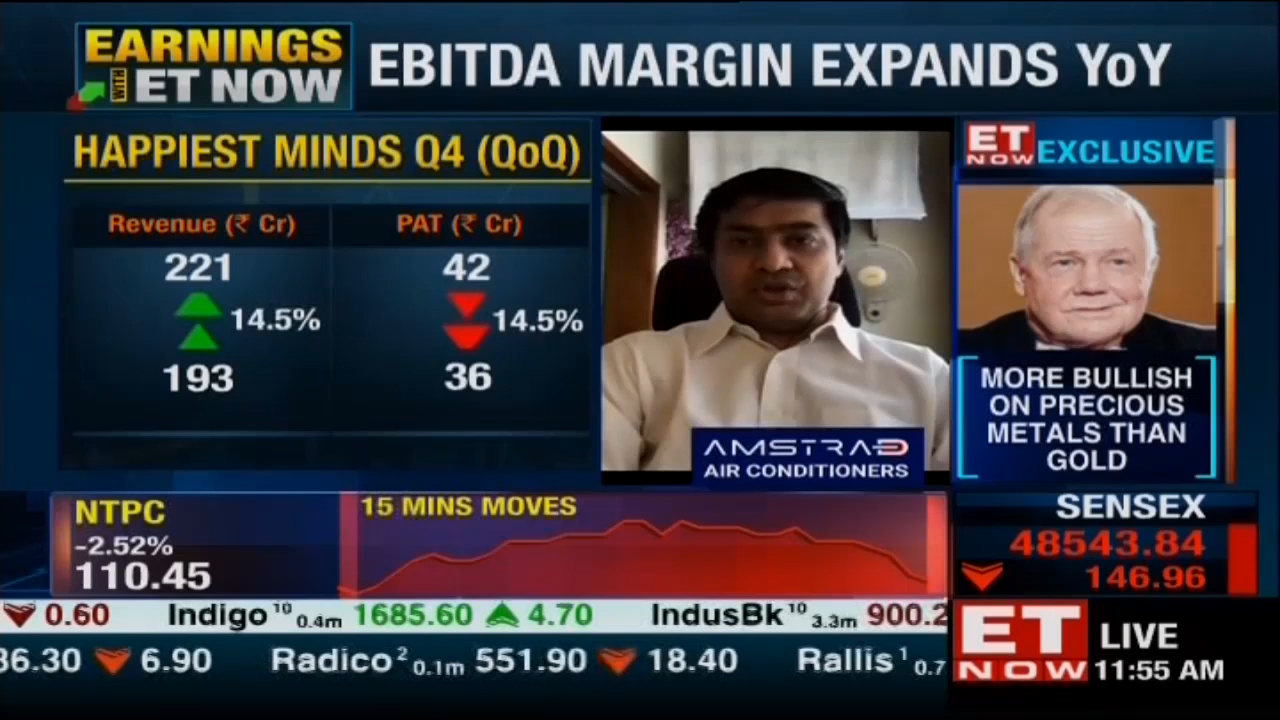 EARNINGS
WITH ET NOW
EBITDA MARGIN EXPANDS YoY
HAPPIEST MINDS Q4 (QoQ)
Revenue (₹ Cr)
PAT (₹ Cr)
221
42
14.5%
14.5%
193
36
ET NOW EXCLUSIVE
MORE BULLISH
ON PRECIOUS
METALS THAN
GOLD
AMSTRAD
AIR CONDITIONERS
NTPC
-2.52%
110.45
15 MINS MOVES
SENSEX
48543.84
146.96
0.60 Indigo 10 0.4m 1685.60 4.70 IndusBk 10 3.3m 900.2
36.30 6.90 Radico 2 0.1m 551.90 18.40 Rallis 1 0.7
ET
NOW
LIVE
11:55 AM